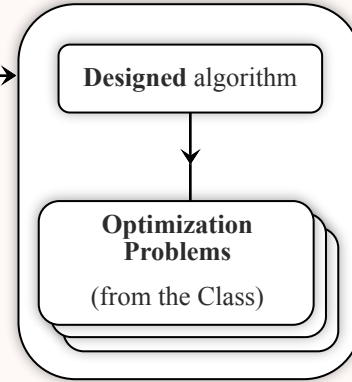 Designed algorithm
Optimization
Problems
(from the Class)